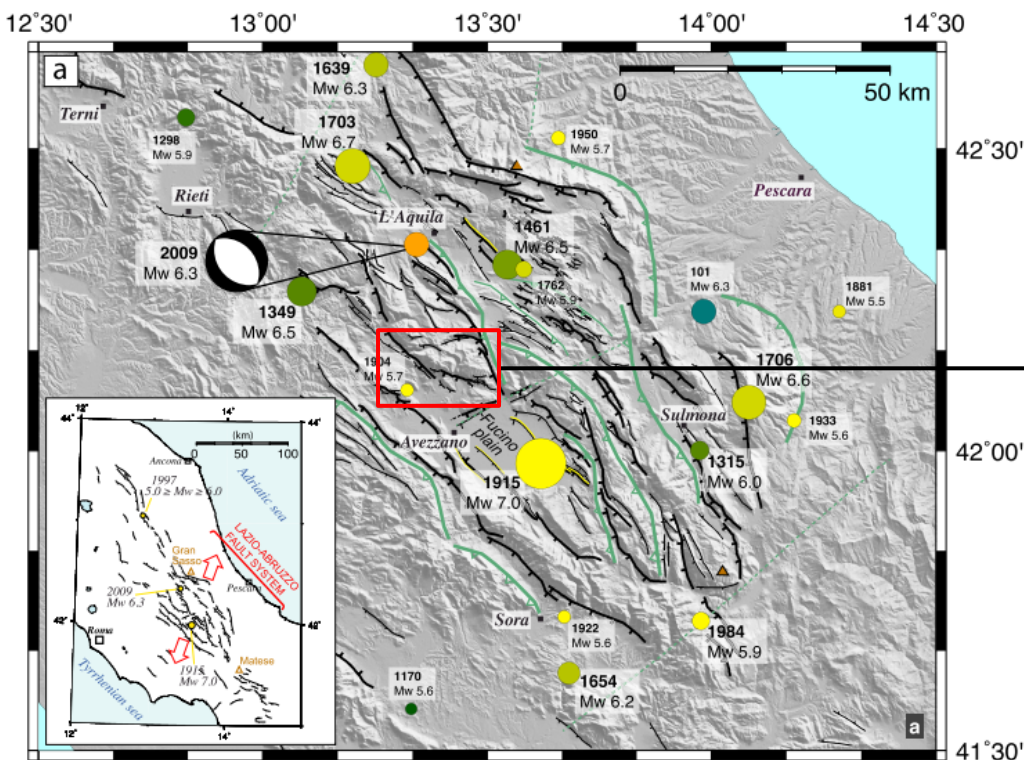 12°30'
13°00'
13°30'
14°00'
14°30'
a
1639
Mw 6.3
0
50 km
Terni
1298
Mw 5.9
1703
Mw 6.7
1950
Mw 5.7
42°30'
Rieti
Pescara
L'Aquila
2009
Mw 6.3
1461
Mw 6.5
1762
Mw 5.9
101
Mw 6.3
1881
Mw 5.5
1349
Mw 6.5
1904
Mw 5.7
1706
Mw 6.6
Sulmona
1933
Mw 5.6
Avezzano
Fucino
plain
42°00'
1915
Mw 7.0
1315
Mw 6.0
44°
12°
14°
44°
(km)
0 50 100
Ancona
1997
5.0 ≥ Mw ≥ 6.0
Adriatic sea
LAZIO-ABRUZZO
FAULT SYSTEM
Gran
Sasso
2009
Mw 6.3
Pescara
42°
42°
Roma
1915
Mw 7.0
Matese
Tyrrhenian sea
12°
14°
Sora
1922
Mw 5.6
1984
Mw 5.9
1170
Mw 5.6
1654
Mw 6.2
a
41°30'